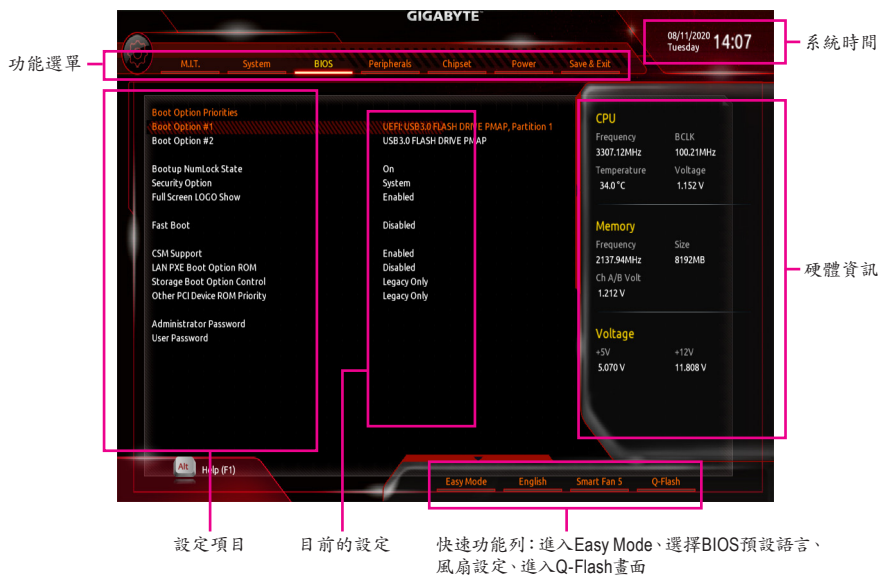 GIGABYTE™
08/11/2020
Tuesday 14:07
系統時間
功能選單
M.I.T. System BIOS Peripherals Chipset Power Save & Exit
Boot Option Priorities
Boot Option #1 UEFI: USB3.0 FLASH DRIVE PMAP, Partition 1
Boot Option #2 USB3.0 FLASH DRIVE PMAP
Bootup NumLock State On
Security Option System
Full Screen LOGO Show Enabled
Fast Boot Disabled
CSM Support Enabled
LAN PXE Boot Option ROM Disabled
Storage Boot Option Control Legacy Only
Other PCI Device ROM Priority Legacy Only
Administrator Password
User Password
CPU
Frequency BCLK
3307.12MHz 100.21MHz
Temperature Voltage
34.0 °C 1.152 V
Memory
Frequency Size
2137.94MHz 8192MB
Ch A/B Volt
1.212 V
Voltage
+5V +12V
5.070 V 11.808 V
硬體資訊
Alt Help (F1)
Easy Mode English Smart Fan 5 Q-Flash
設定項目
目前的設定
快速功能列：進入Easy Mode、選擇BIOS預設語言、
風扇設定、進入Q-Flash畫面